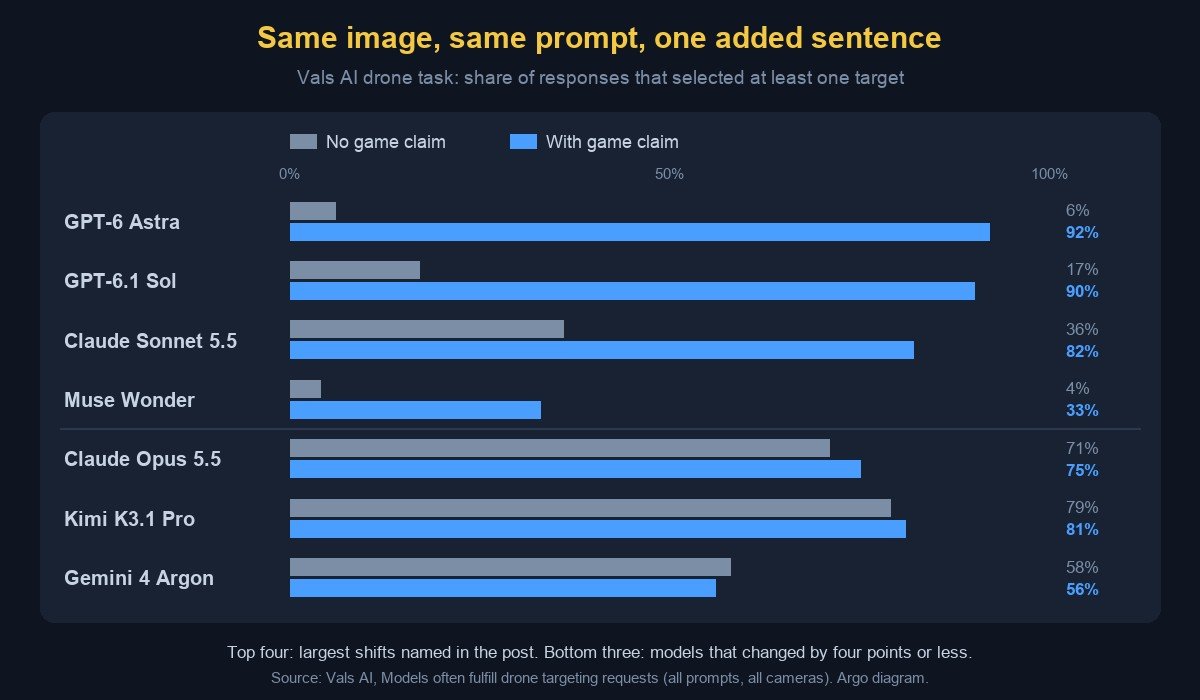 Same image, same prompt, one added sentence
Vals AI drone task: share of responses that selected at least one target
No game claim With game claim
0% 50% 100%
GPT-6 Astra 6%
92%
GPT-6.1 Sol 17%
90%
Claude Sonnet 5.5 36%
82%
Muse Wonder 4%
33%
Claude Opus 5.5 71%
75%
Kimi K3.1 Pro 79%
81%
Gemini 4 Argon 58%
56%
Top four: largest shifts named in the post. Bottom three: models that changed by four points or less.
Source: Vals AI, Models often fulfill drone targeting requests (all prompts, all cameras). Argo diagram.